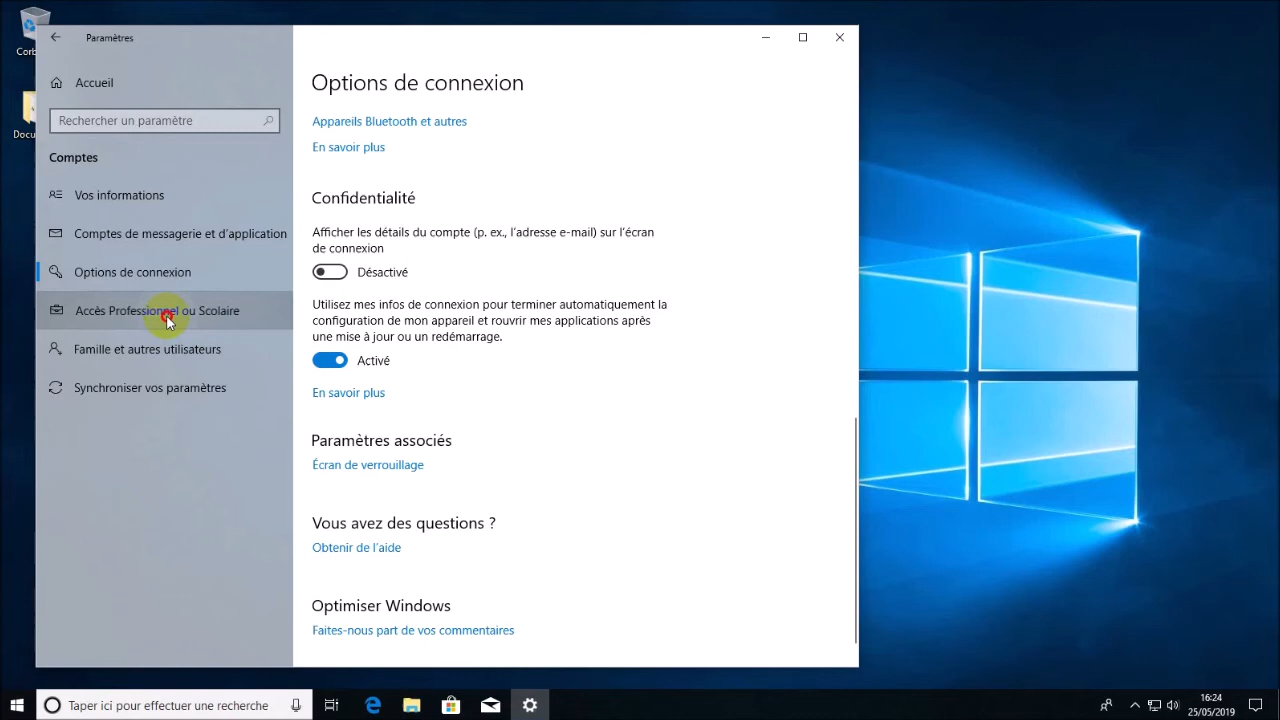 Corb
Docu
Paramètres
Accueil
Rechercher un paramètre
Comptes
Vos informations
Comptes de messagerie et d'application
Options de connexion
Accès Professionnel ou Scolaire
Famille et autres utilisateurs
Synchroniser vos paramètres
Options de connexion
Appareils Bluetooth et autres
En savoir plus
Confidentialité
Afficher les détails du compte (p. ex., l'adresse e-mail) sur l'écran
de connexion
Désactivé
Utilisez mes infos de connexion pour terminer automatiquement la
configuration de mon appareil et rouvrir mes applications après
une mise à jour ou un redémarrage.
Activé
En savoir plus
Paramètres associés
Écran de verrouillage
Vous avez des questions ?
Obtenir de l'aide
Optimiser Windows
Faites-nous part de vos commentaires
Taper ici pour effectuer une recherche
16:24
25/05/2019